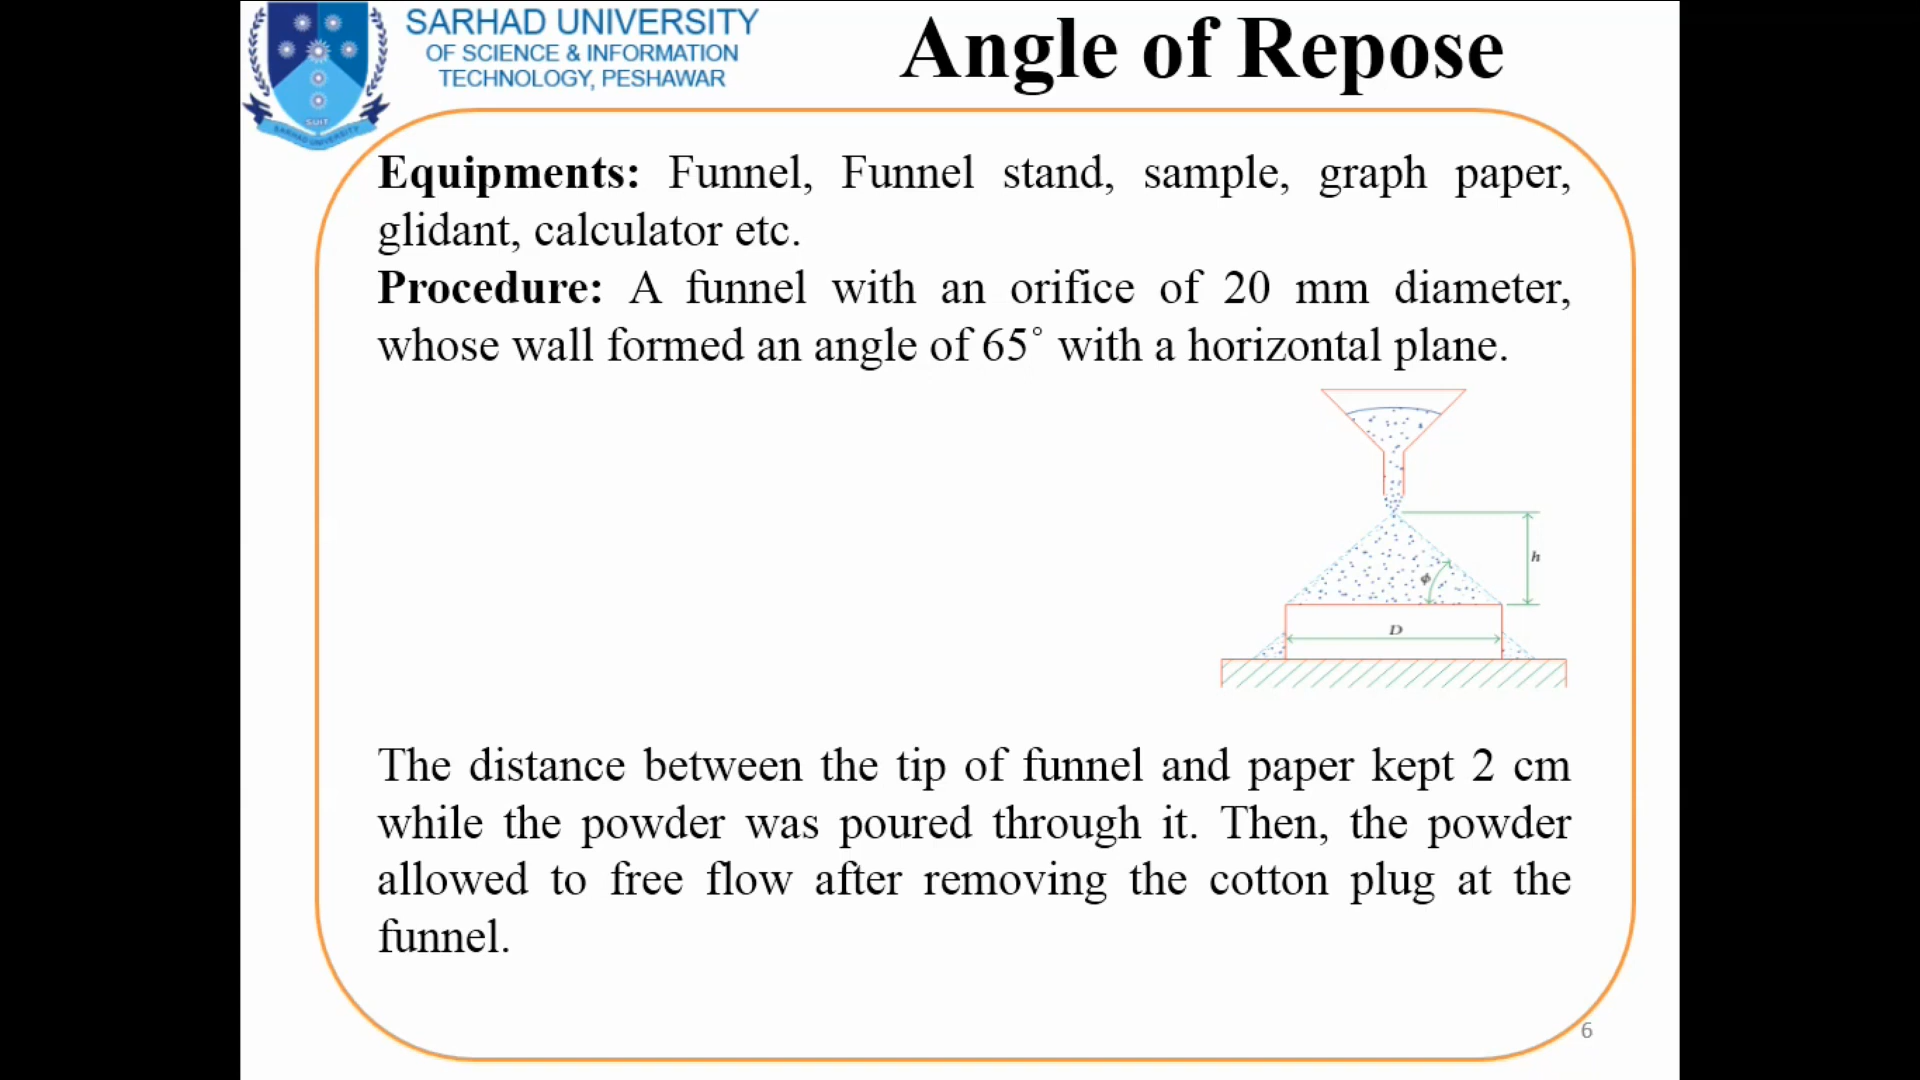 SARHAD UNIVERSITY
OF SCIENCE & INFORMATION
TECHNOLOGY, PESHAWAR
SUIT
SARHAD UNIVERSITY
Angle of Repose
Equipments: Funnel, Funnel stand, sample, graph paper,
glidant, calculator etc.
Procedure: A funnel with an orifice of 20 mm diameter,
whose wall formed an angle of 65˚ with a horizontal plane.
h
ϕ
D
The distance between the tip of funnel and paper kept 2 cm
while the powder was poured through it. Then, the powder
allowed to free flow after removing the cotton plug at the
funnel.
6